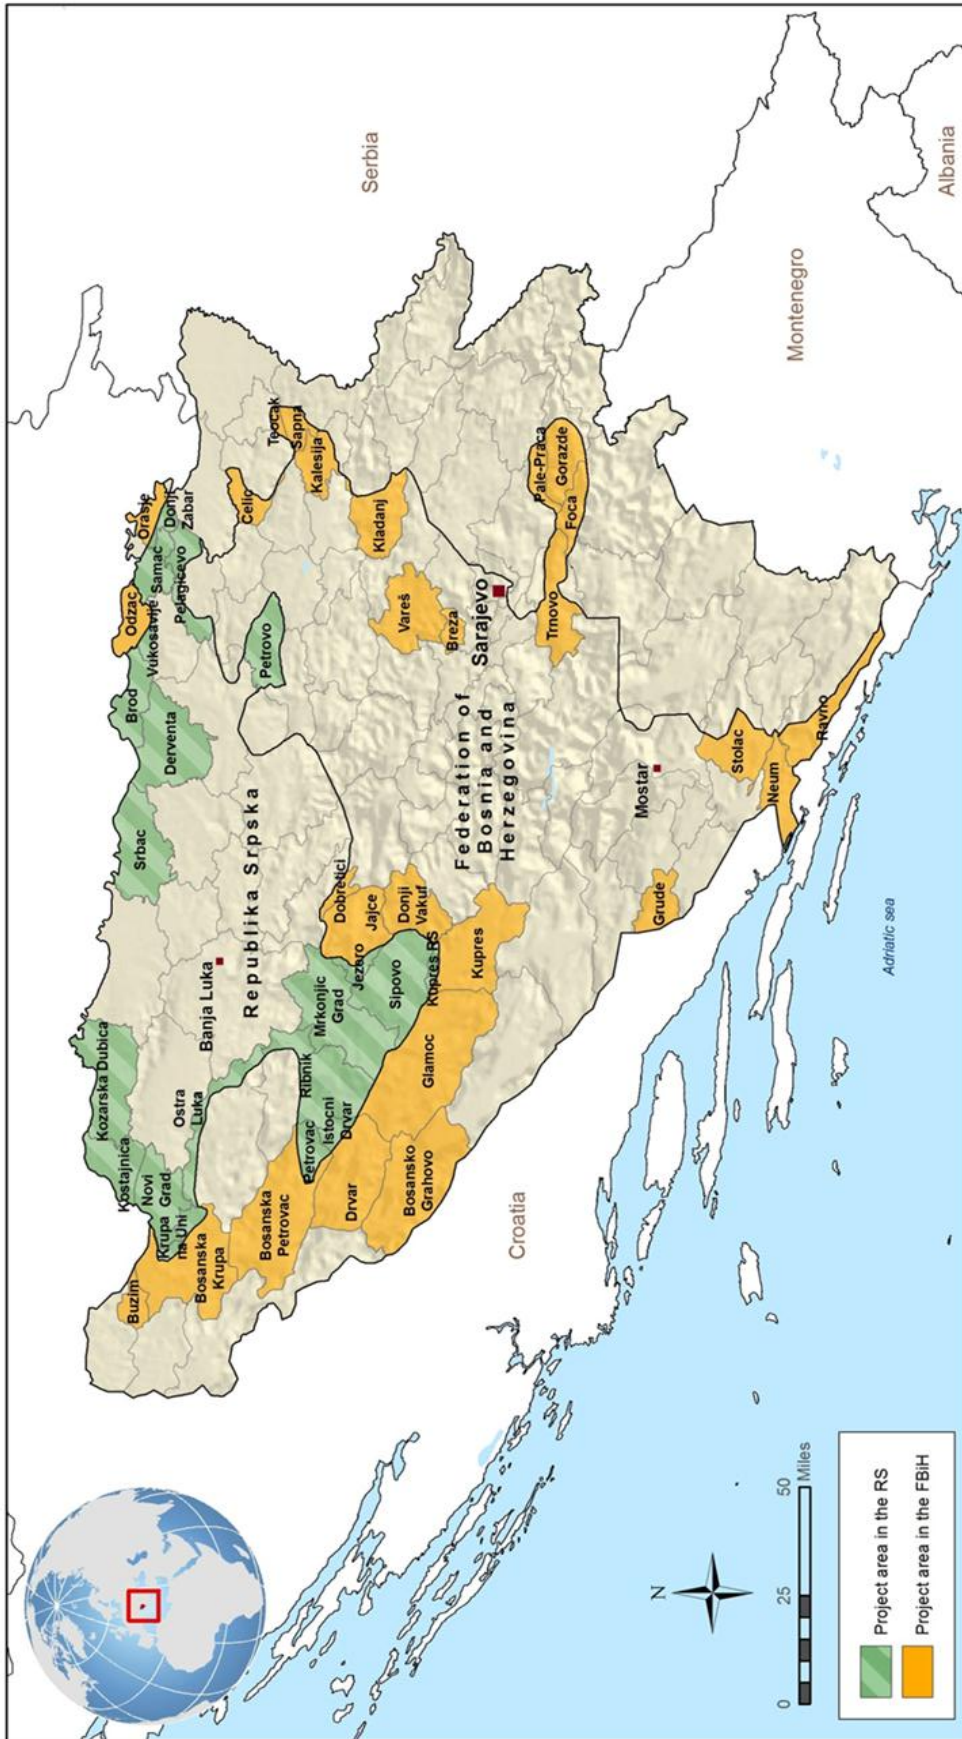 Serbia
Montenegro
Albania
Croatia
Adriatic sea
Republika Srpska
Federation of
Bosnia and
Herzegovina
Banja Luka
Sarajevo
Mostar
Kozarska Dubica
Kostajnica
Novi
Grad
Krupa
na Uni
Ostra
Luka
Buzim
Bosanska
Krupa
Bosanska
Petrovac
Petrovac
Ribnik
Istocni
Drvar
Drvar
Bosansko
Grahovo
Glamoc
Mrkonjic
Grad
Jezero
Sipovo
Kupres RS
Kupres
Dobretici
Jajce
Donji
Vakuf
Srbac
Derventa
Brod
Odzac
Vukosavije
Samac
Pelagicevo
Orasje
Donji
Zabar
Petrovo
Celic
Teocak
Sapna
Kalesija
Kladanj
Vareš
Breza
Trnovo
Pale-Praca
Gorazde
Foca
Grude
Stolac
Neum
Ravno
N
0
25
50
Miles
Project area in the RS
Project area in the FBiH